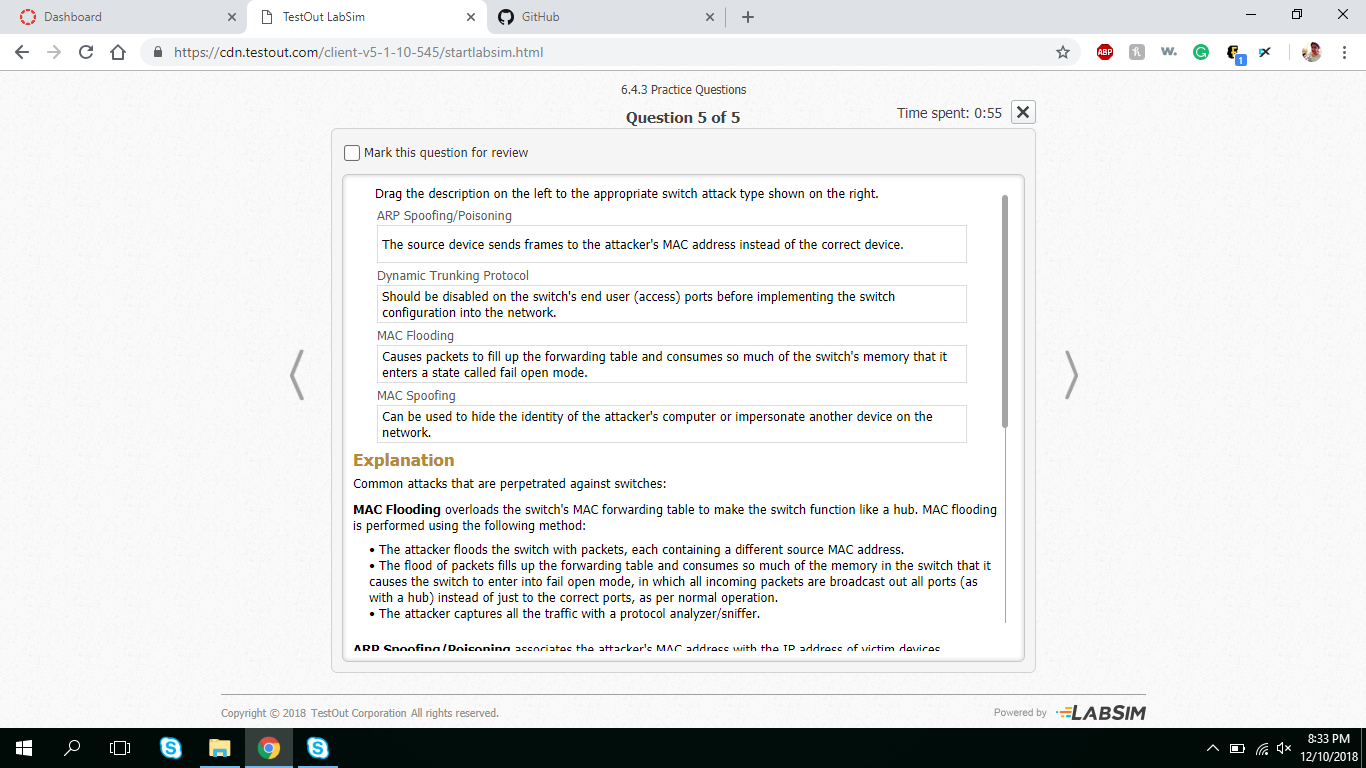 Dashboard
TestOut LabSim
GitHub
https://cdn.testout.com/client-v5-1-10-545/startlabsim.html
ABP
w.
1
6.4.3 Practice Questions
Question 5 of 5
Time spent: 0:55
Mark this question for review
Drag the description on the left to the appropriate switch attack type shown on the right.
ARP Spoofing/Poisoning
The source device sends frames to the attacker's MAC address instead of the correct device.
Dynamic Trunking Protocol
Should be disabled on the switch's end user (access) ports before implementing the switch
configuration into the network.
MAC Flooding
Causes packets to fill up the forwarding table and consumes so much of the switch's memory that it
enters a state called fail open mode.
MAC Spoofing
Can be used to hide the identity of the attacker's computer or impersonate another device on the
network.
Explanation
Common attacks that are perpetrated against switches:
MAC Flooding overloads the switch's MAC forwarding table to make the switch function like a hub. MAC flooding
is performed using the following method:
• The attacker floods the switch with packets, each containing a different source MAC address.
• The flood of packets fills up the forwarding table and consumes so much of the memory in the switch that it
causes the switch to enter into fail open mode, in which all incoming packets are broadcast out all ports (as
with a hub) instead of just to the correct ports, as per normal operation.
• The attacker captures all the traffic with a protocol analyzer/sniffer.
ARP Spoofing/Poisoning associates the attacker's MAC address with the IP address of victim devices
Copyright © 2018 TestOut Corporation All rights reserved.
Powered by LABSIM
8:33 PM
12/10/2018